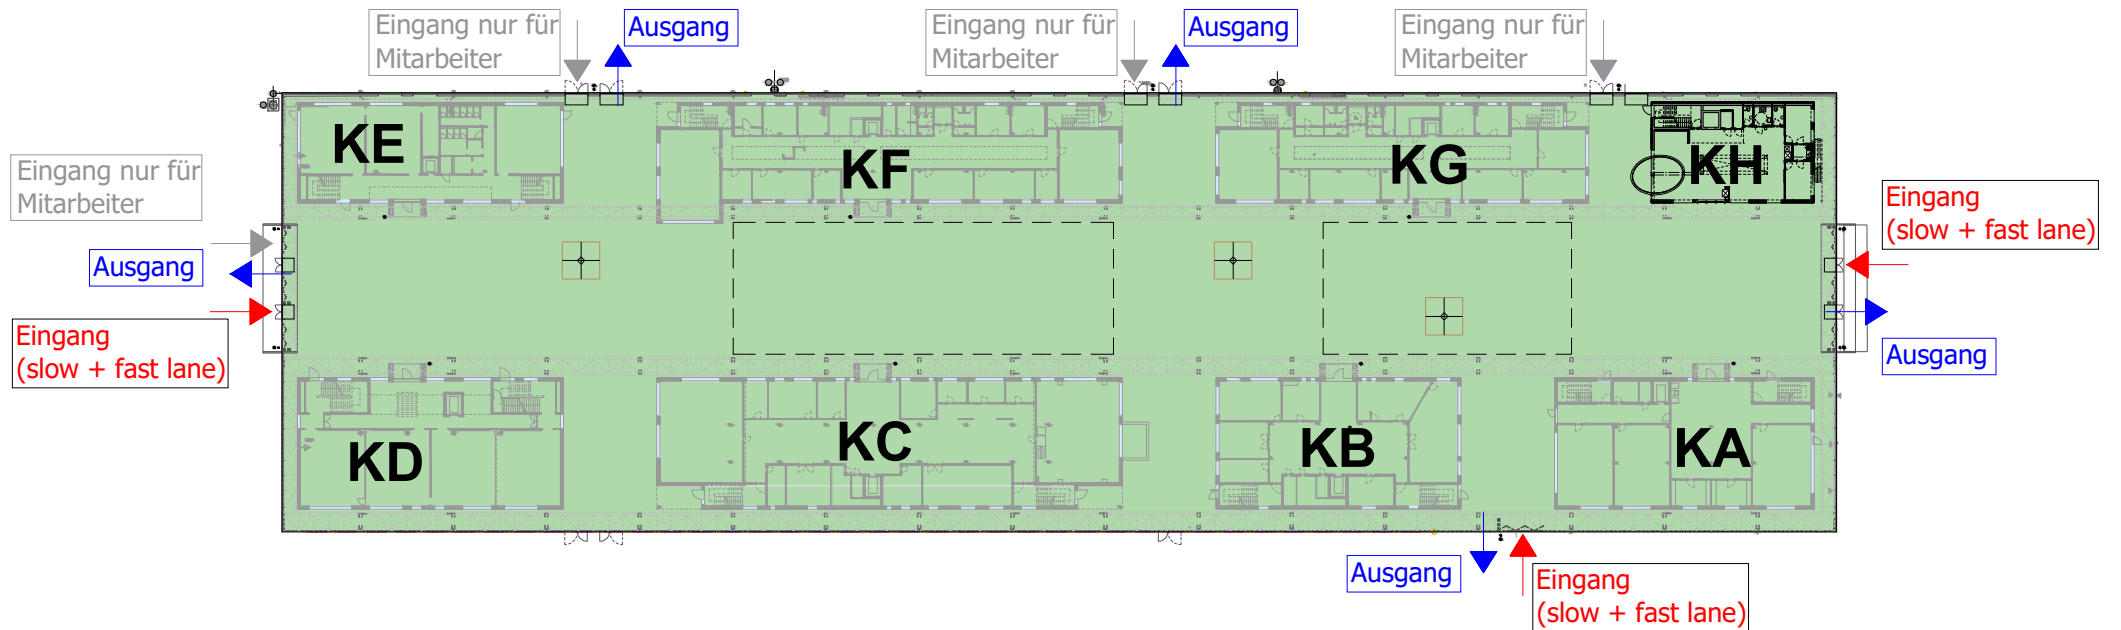 Eingang nur für
Mitarbeiter
Ausgang
Eingang nur für
Mitarbeiter
Ausgang
Eingang nur für
Mitarbeiter
KE
KF
KG
KH
Eingang nur für
Mitarbeiter
Ausgang
Eingang
(slow + fast lane)
Eingang
(slow + fast lane)
Ausgang
KD
KC
KB
KA
Ausgang
Eingang
(slow + fast lane)